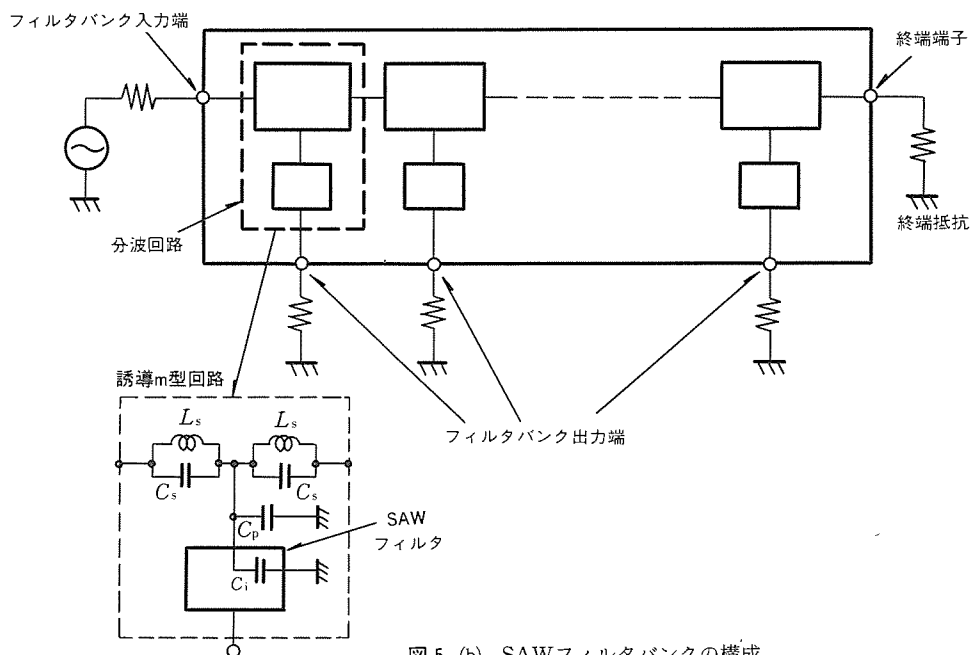 フィルタバンク入力端
終端端子
終端抵抗
分波回路
誘導m型回路
Ls
Ls
Cs
Cs
フィルタバンク出力端
Cp
SAW
フィルタ
Ci
図5 (b) SAWフィルタバンクの構成